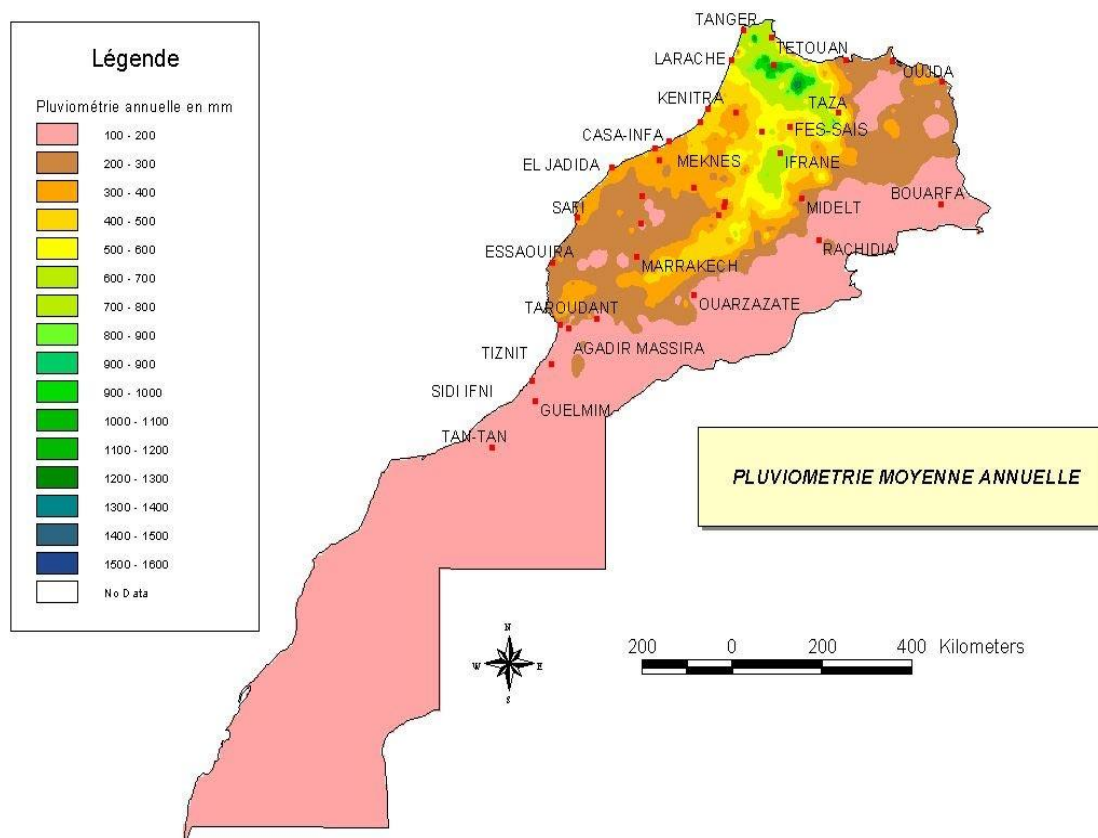 Légende
Pluviométrie annuelle en mm
100 - 200
200 - 300
300 - 400
400 - 500
500 - 600
600 - 700
700 - 800
800 - 900
900 - 900
900 - 1000
1000 - 1100
1100 - 1200
1200 - 1300
1300 - 1400
1400 - 1500
1500 - 1600
No Data
TANGER
TETOUAN
LARACHE
OUJDA
KENITRA
TAZA
FES-SAIS
CASA-INFA
MEKNES
IFRANE
EL JADIDA
BOUARFA
MIDELT
SAFI
RACHIDIA
ESSAOUIRA
MARRAKECH
OUARZAZATE
TAROUDANT
AGADIR MASSIRA
TIZNIT
SIDI IFNI
GUELMIM
TAN-TAN
PLUVIOMETRIE MOYENNE ANNUELLE
N
W E
S
200 0 200 400 Kilometers